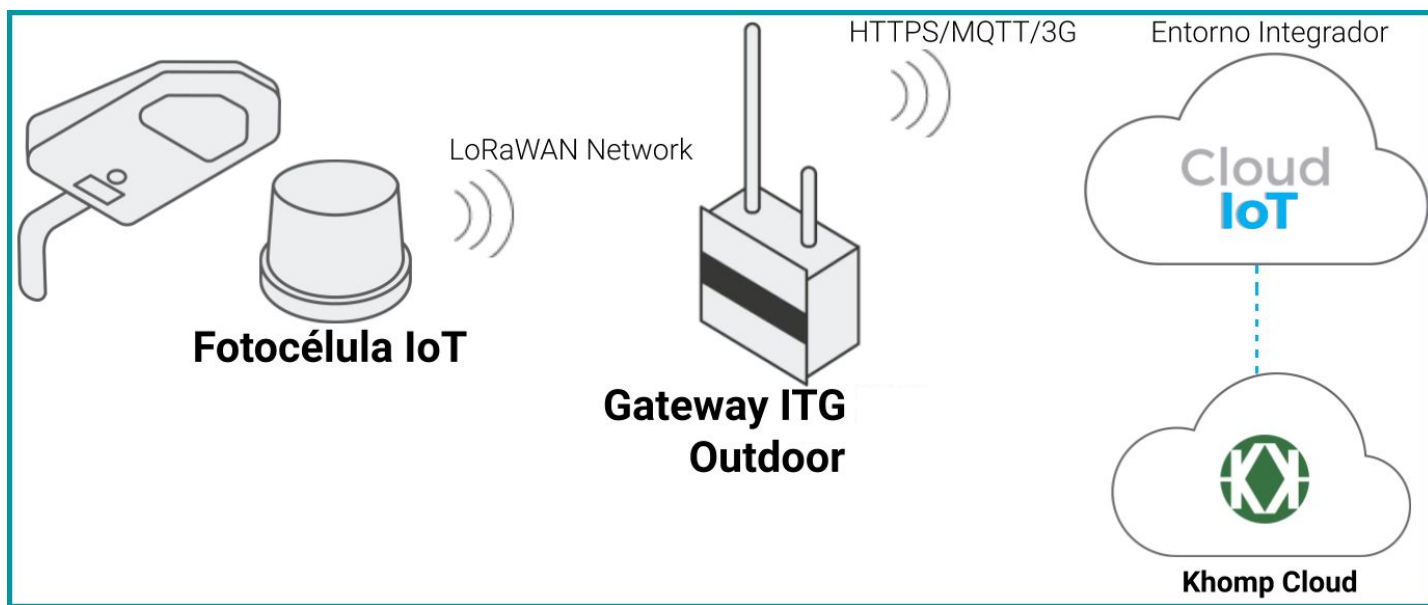 HTTPS/MQTT/3G
Entorno Integrador
LoRaWAN Network
Cloud
IoT
Fotocélula IoT
Gateway ITG
Outdoor
Khomp Cloud